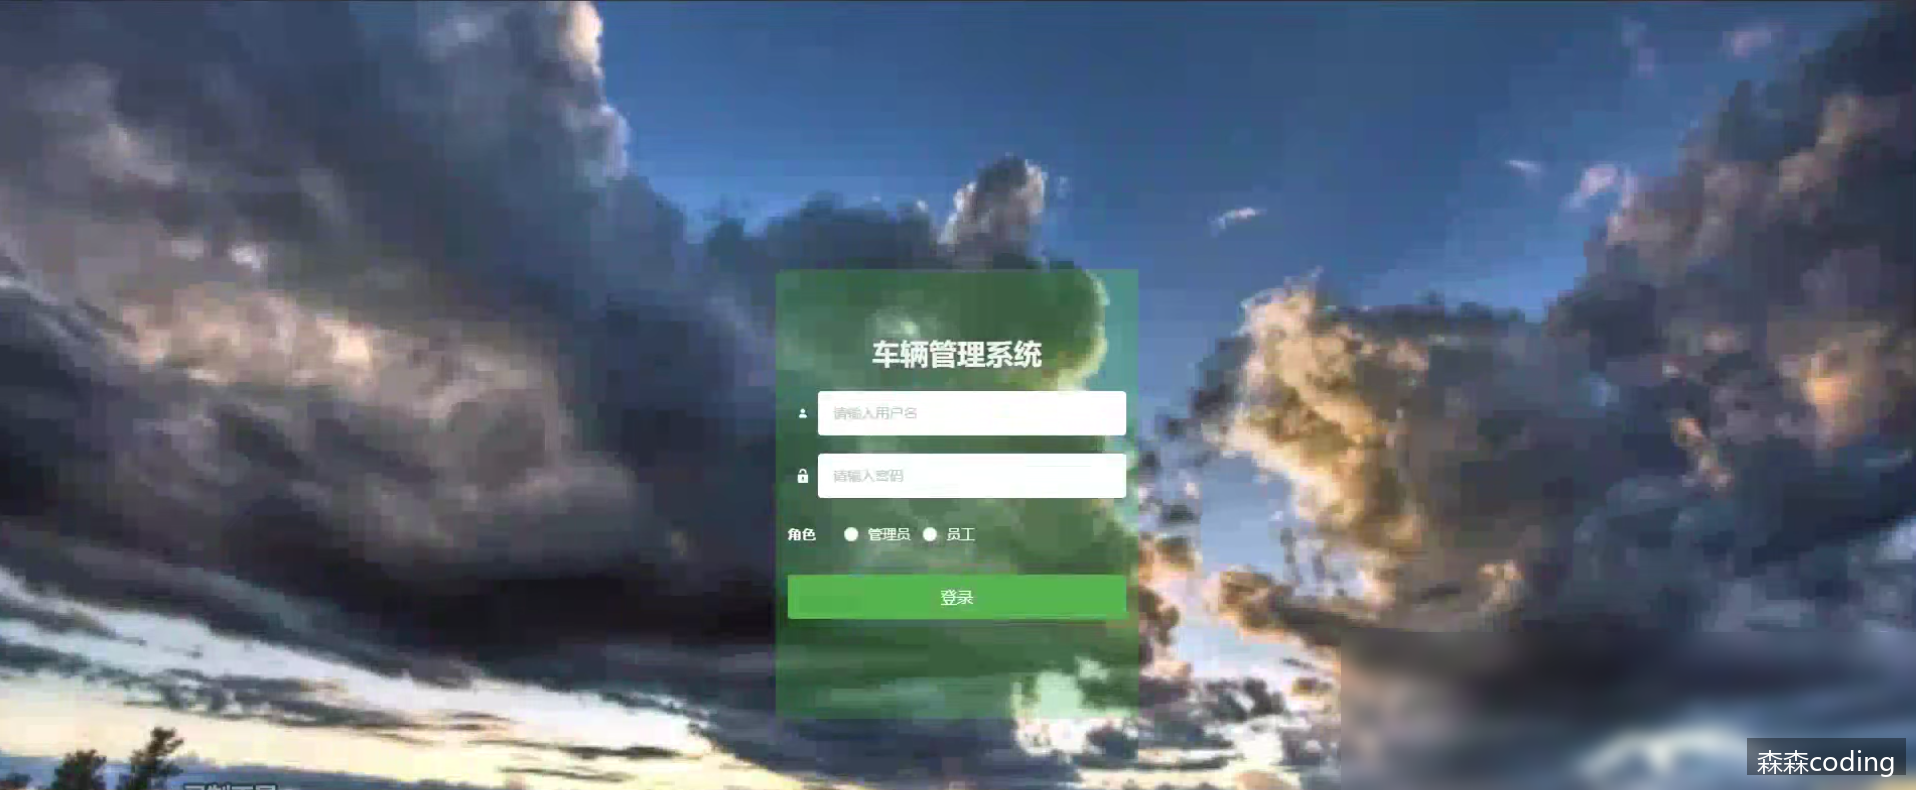 车辆管理系统
请输入用户名
请输入密码
角色 管理员 员工
登录
森森coding